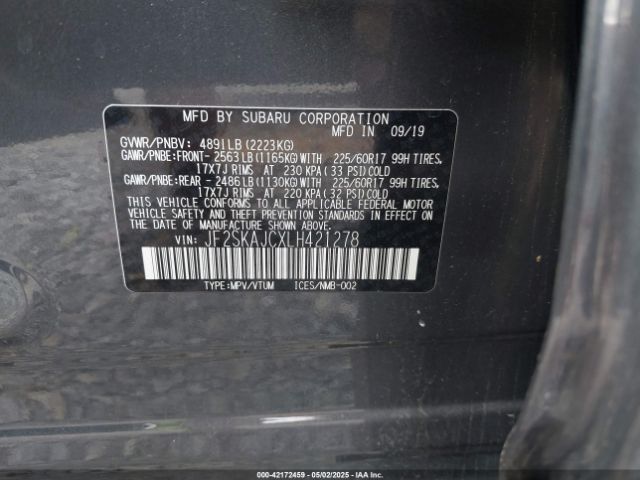 MFD BY SUBARU CORPORATION
MFD IN 09/19
GVWR/PNBV: 4891LB(2223KG)
GAWR/PNBE:FRONT- 2563LB(1165KG)WITH 225/60R17 99H TIRES,
17X7J RIMS AT 230 KPA(33 PSI)COLD
GAWR/PNBE:REAR - 2486LB(1130KG)WITH 225/60R17 99H TIRES,
17X7J RIMS AT 220 KPA(32 PSI)COLD
THIS VEHICLE CONFORMS TO ALL APPLICABLE FEDERAL MOTOR
VEHICLE SAFETY AND THEFT PREVENTION STANDARDS IN EFFECT ON
THE DATE OF MANUFACTURE SHOWN ABOVE.
VIN: JF2SKAJCXLH421278
TYPE:MPV/VTUM ICES/NMB-002
000-42172459 - 05/02/2025 - IAAI.COM